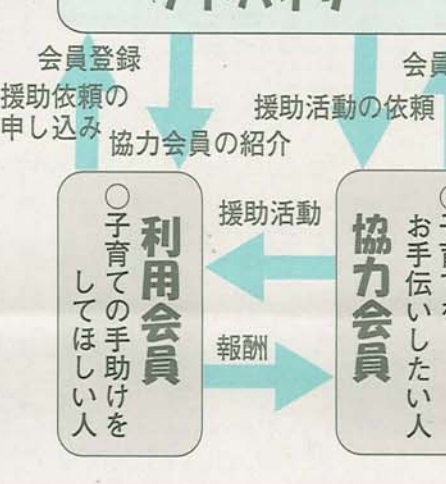 会員登録
援助依頼の
申し込み
協力会員の紹介
援助活動の依頼
会員
利用会員
○子育ての手助けを
してほしい人
援助活動
報酬
協力会員
お手伝いしたい人